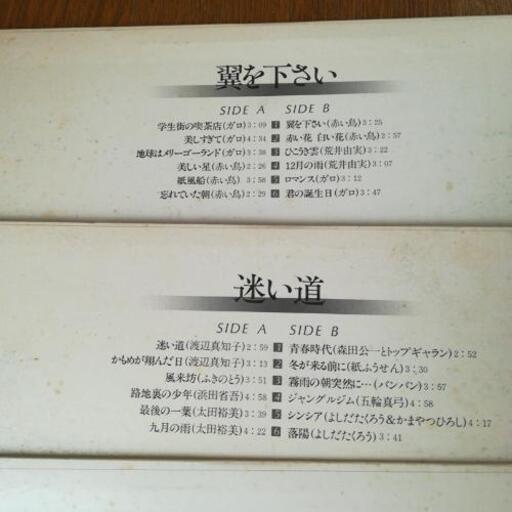 翼を下さい
SIDE A SIDE B
学生街の喫茶店(ガロ)3:09 1 翼を下さい(赤い鳥)3:25
美しすぎて(ガロ)4:34 2 赤い花 白い花(赤い鳥)2:57
地球はメリーゴーランド(ガロ)3:38 3 ひこうき雲(荒井由実)3:22
美しい星(赤い鳥)2:26 4 12月の雨(荒井由実)3:07
紙風船(赤い鳥)3:58 5 ロマンス(ガロ)3:12
忘れていた朝(赤い鳥)2:29 6 君の誕生日(ガロ)3:47
迷い道
SIDE A SIDE B
迷い道(渡辺真知子)2:59 1 青春時代(森田公一とトップギャラン)2:52
かもめが翔んだ日(渡辺真知子)3:13 2 冬が来る前に(紙ふうせん)3:30
風来坊(ふきのとう)3:51 3 霧雨の朝突然に…(バンバン)3:57
路地裏の少年(浜田省吾)4:58 4 ジャングルジム(五輪真弓)4:58
最後の一葉(太田裕美)3:39 5 シンシア(よしだたくろう&かまやつひろし)4:17
九月の雨(太田裕美)4:22 6 落陽(よしだたくろう)3:41